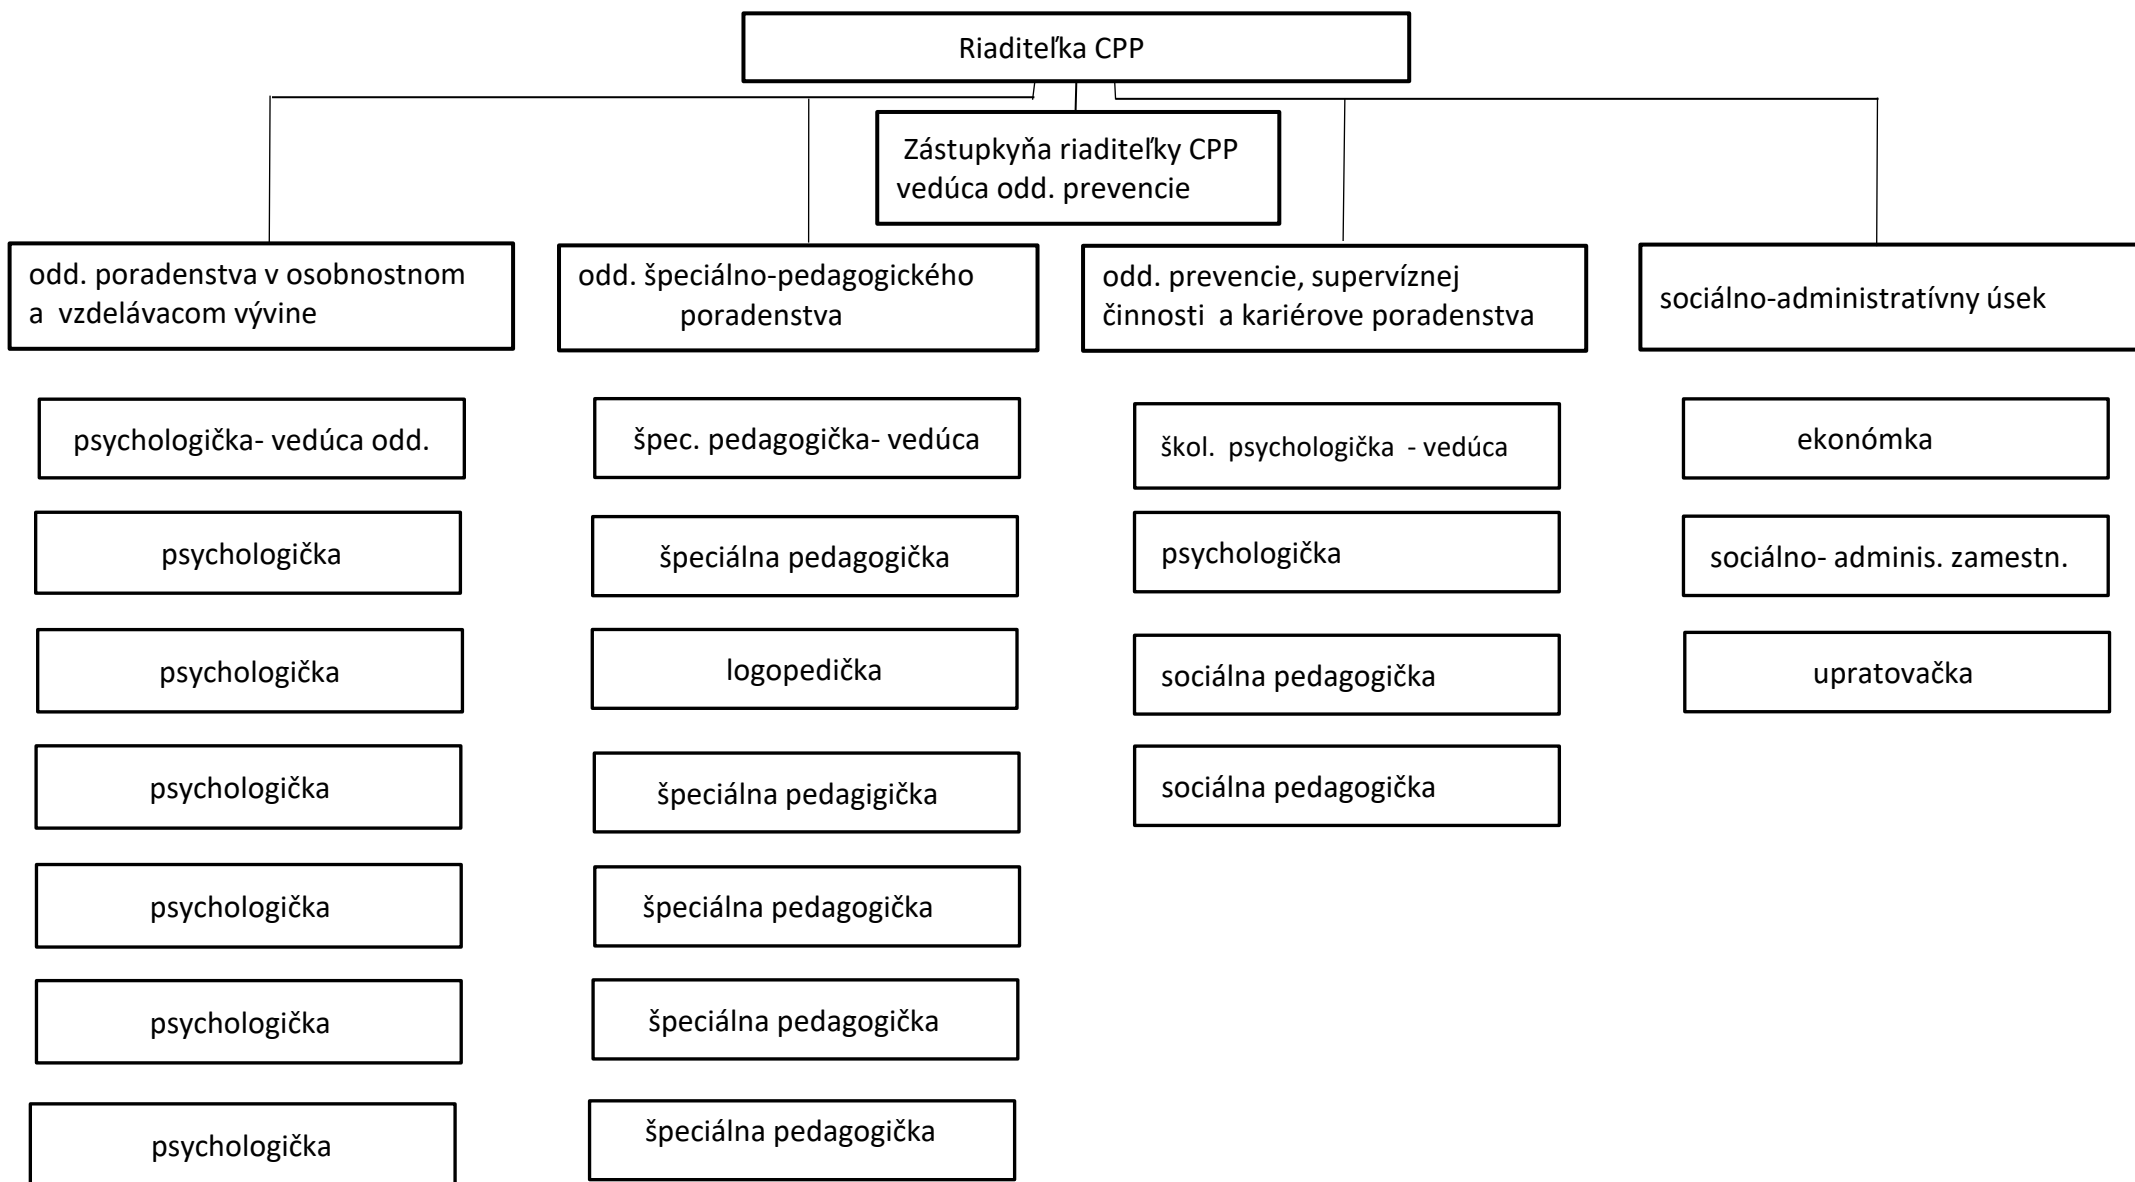 Riaditeľka CPP
Zástupkyňa riaditeľky CPP
vedúca odd. prevencie
odd. poradenstva v osobnostnom
a vzdelávacom vývine
odd. špeciálno-pedagogického
poradenstva
odd. prevencie, supervíznej
činnosti a kariérove poradenstva
sociálno-administratívny úsek
psychologička- vedúca odd.
psychologička
psychologička
psychologička
psychologička
psychologička
psychologička
špec. pedagogička- vedúca
špeciálna pedagogička
logopedička
špeciálna pedagigička
špeciálna pedagogička
špeciálna pedagogička
špeciálna pedagogička
škol. psychologička - vedúca
psychologička
sociálna pedagogička
sociálna pedagogička
ekonómka
sociálno- adminis. zamestn.
upratovačka